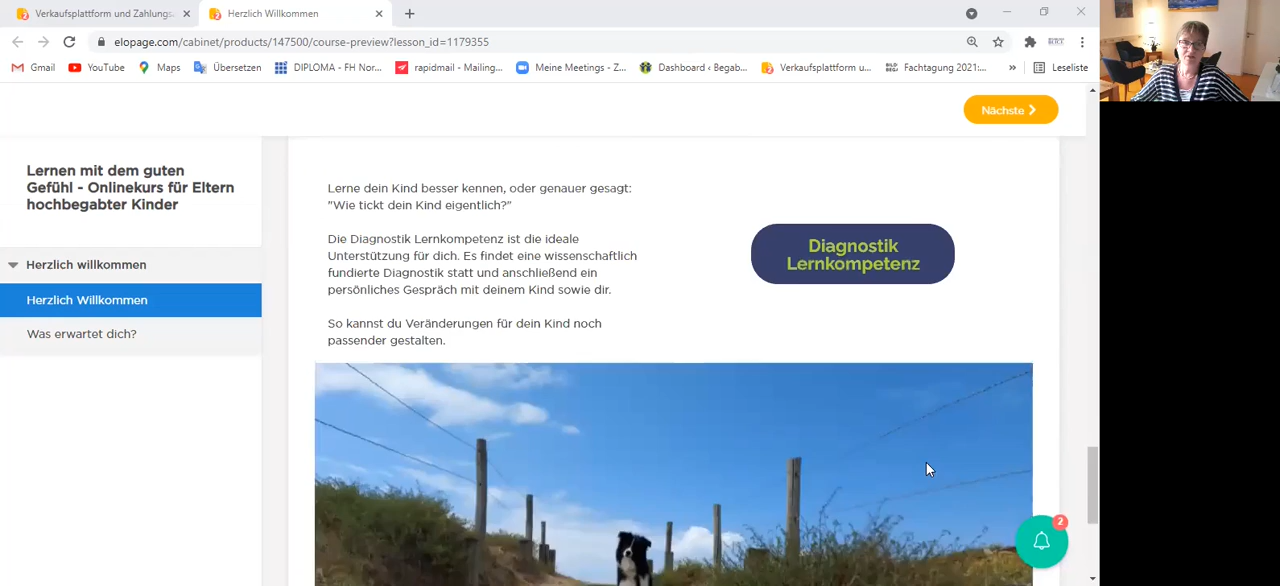 Verkaufsplattform und Zahlungs-
Herzlich Willkommen
elopage.com/cabinet/products/147500/course-preview?lesson_id=1179355
Gmail
YouTube
Maps
Übersetzen
DIPLOMA - FH Nor...
rapidmail - Mailing...
Meine Meetings - Z...
Dashboard ‹ Begab...
Verkaufsplattform u...
Fachtagung 2021:...
»
Leseliste
Nächste
Lernen mit dem guten
Gefühl - Onlinekurs für Eltern
hochbegabter Kinder
Herzlich willkommen
Herzlich Willkommen
Was erwartet dich?
Lerne dein Kind besser kennen, oder genauer gesagt:
"Wie tickt dein Kind eigentlich?"
Die Diagnostik Lernkompetenz ist die ideale
Unterstützung für dich. Es findet eine wissenschaftlich
fundierte Diagnostik statt und anschließend ein
persönliches Gespräch mit deinem Kind sowie dir.
So kannst du Veränderungen für dein Kind noch
passender gestalten.
Diagnostik
Lernkompetenz
2